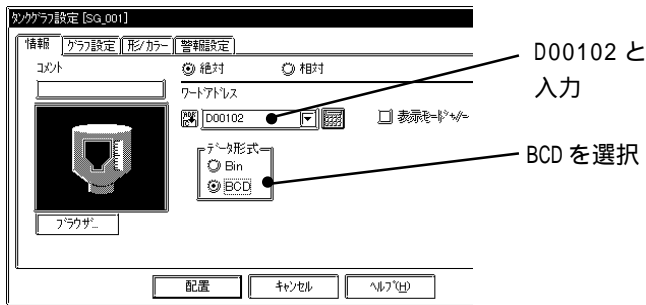 ﾀﾝｸｸﾞﾗﾌ設定 [SG_001]
情報 ｸﾞﾗﾌ設定 形/ｶﾗｰ 警報設定
ｺﾒﾝﾄ
絶対 相対
ﾜｰﾄﾞｱﾄﾞﾚｽ
D00102
表示ﾓｰﾄﾞ+/-
ﾃﾞｰﾀ形式
Bin
BCD
ﾌﾞﾗｳｻﾞ_
配置 ｷｬﾝｾﾙ ﾍﾙﾌﾟ(H)
D00102 と
入力
BCD を選択